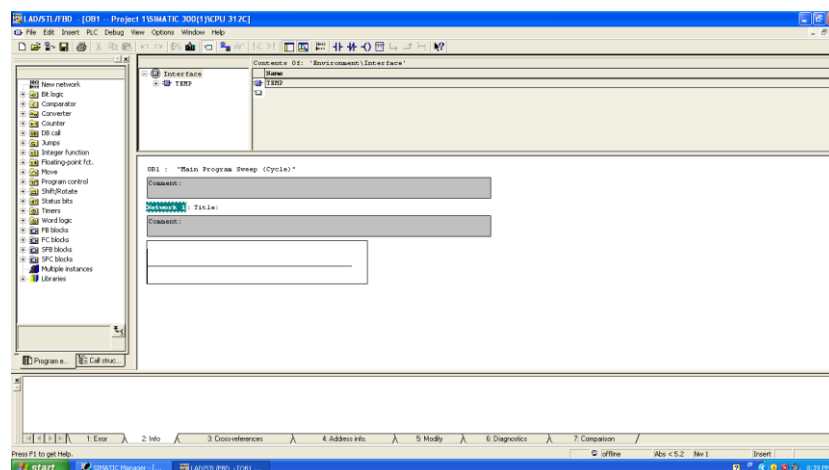 LAD/STL/FBD - [OB1 -- Project 1\SIMATIC 300(1)\CPU 312C]
File Edit Insert PLC Debug View Options Window Help
Contents Of: 'Environment\Interface'
Interface
TEMP
Name
TEMP
New network
Bit logic
Comparator
Converter
Counter
DB call
Jumps
Integer function
Floating-point fct.
Move
Program control
Shift/Rotate
Status bits
Timers
Word logic
FB blocks
FC blocks
SFB blocks
SFC blocks
Multiple instances
Libraries
Program e...
Call struc...
OB1 : "Main Program Sweep (Cycle)"
Comment:
Network 1: Title:
Comment:
1: Error 2: Info 3: Cross-references 4: Address info. 5: Modify 6: Diagnostics 7: Comparison
Press F1 to get Help.
offline Abs < 5.2 Nw 1 Insert
start SIMATIC Manager - [... LAD/STL/FBD - [OB1 ... 8:39 PM